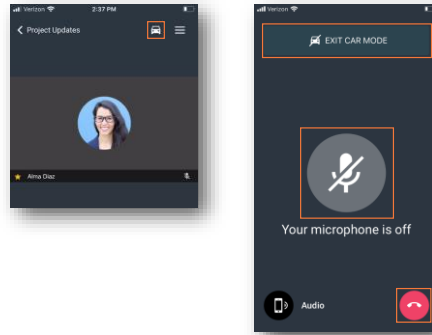 Verizon 2:37 PM
Project Updates
Alma Diaz
Verizon
EXIT CAR MODE
Your microphone is off
Audio